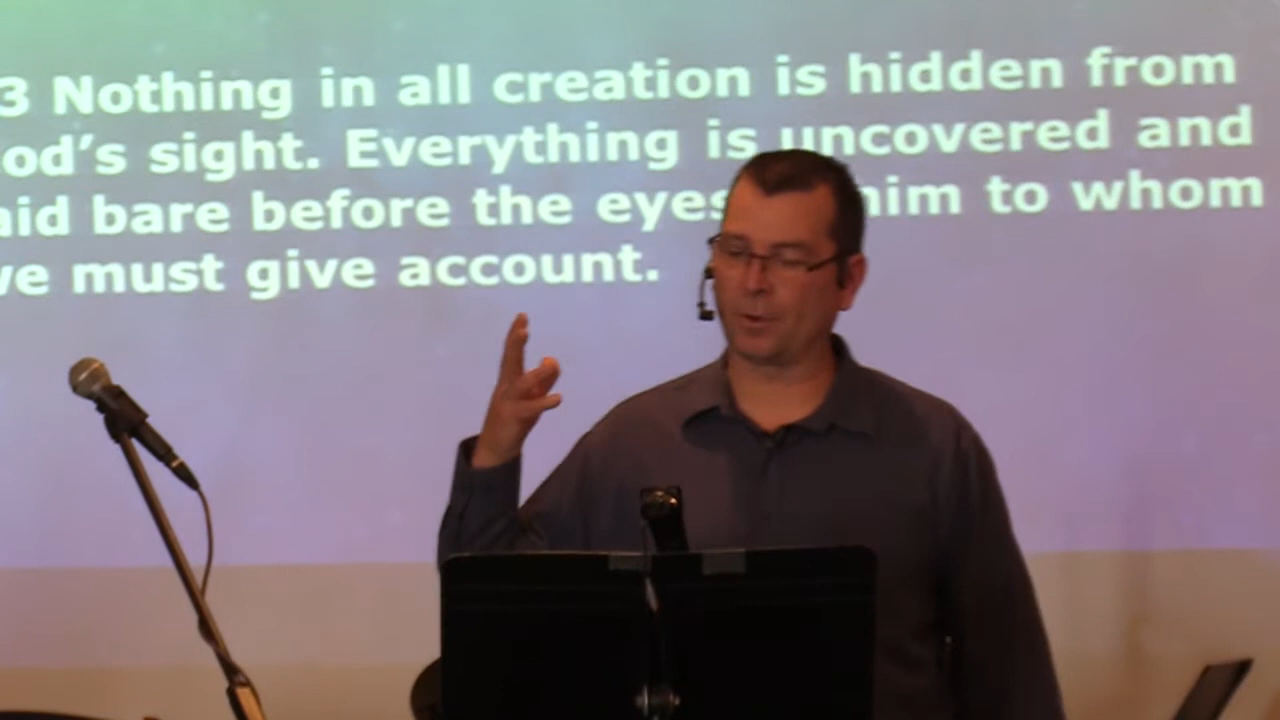 3 Nothing in all creation is hidden from
od's sight. Everything is uncovered and
aid bare before the eyes him to whom
ve must give account.